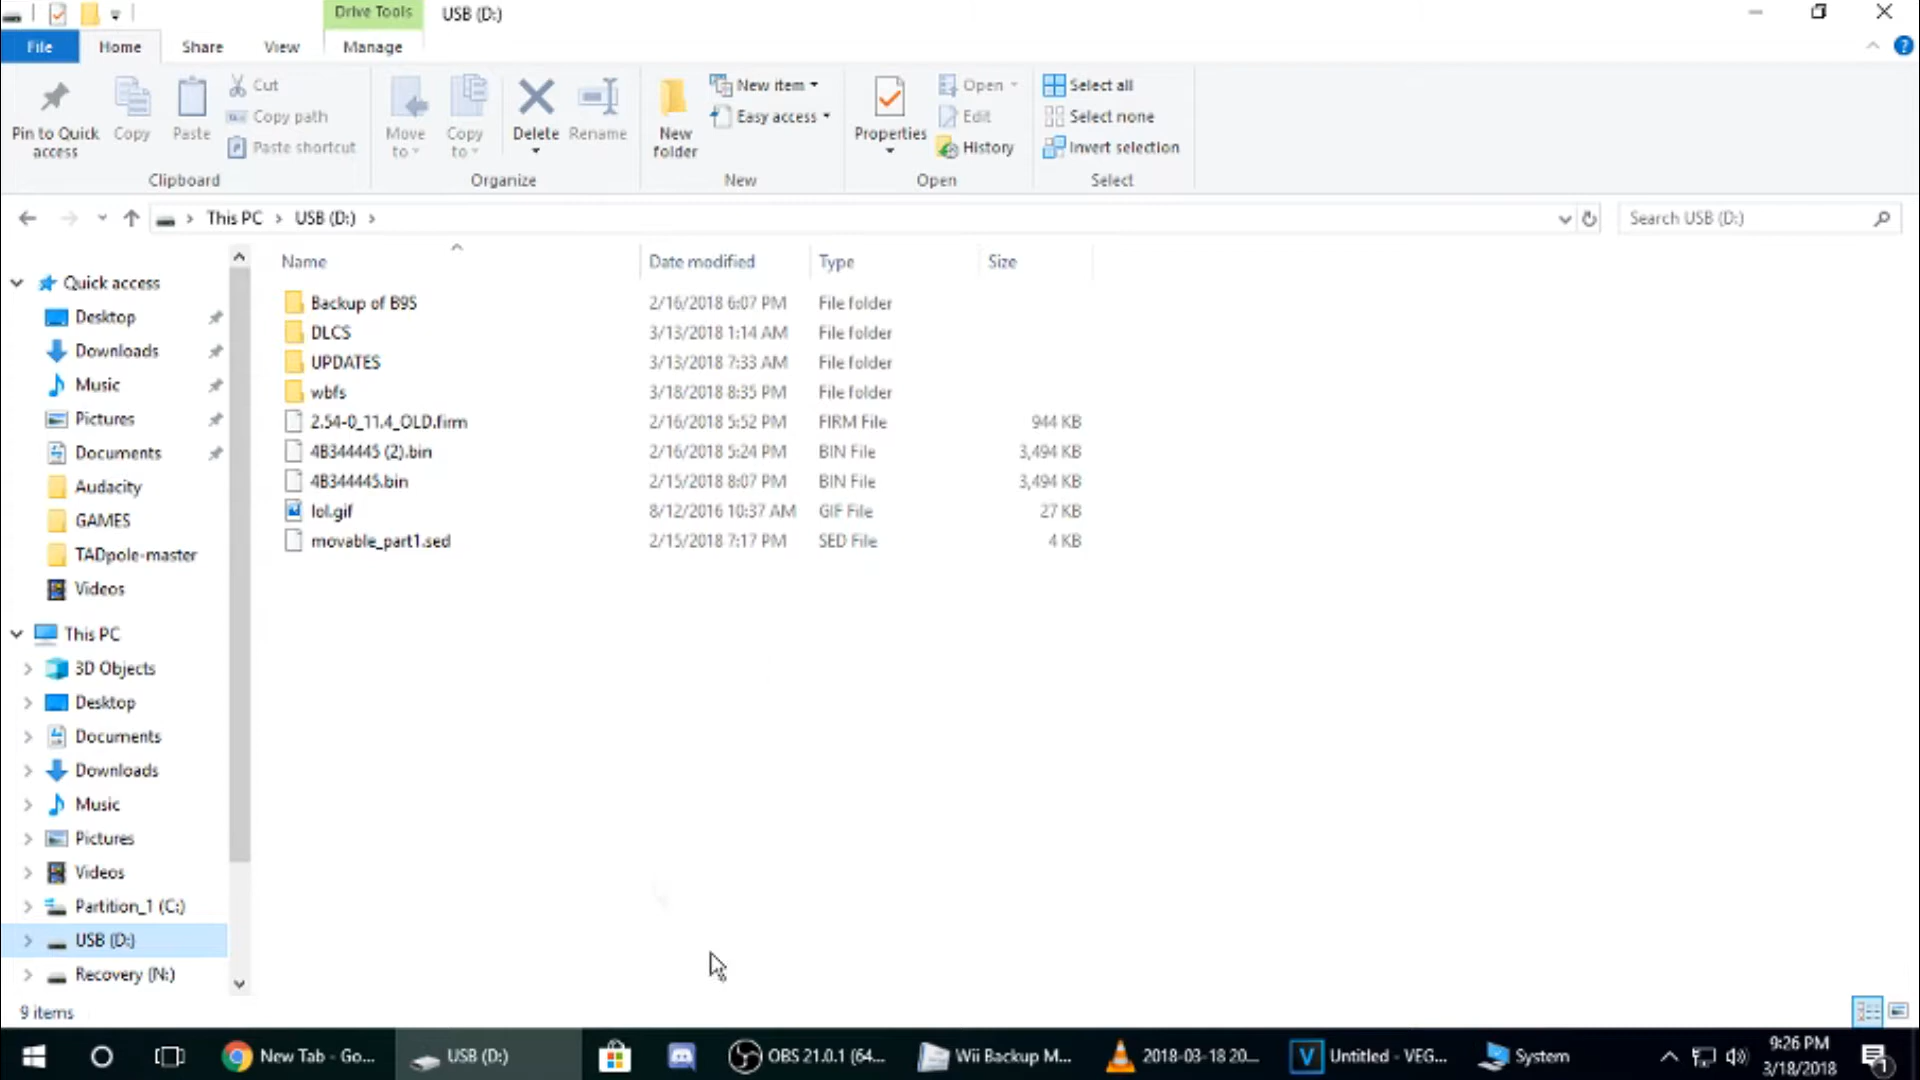 Drive Tools
USB (D:)
File
Home
Share
View
Manage
Pin to Quick access
Copy
Paste
Cut
Copy path
Paste shortcut
Clipboard
Move to
Copy to
Delete
Rename
Organize
New folder
New item
Easy access
New
Properties
Open
Edit
History
Open
Select all
Select none
Invert selection
Select
This PC
USB (D:)
Search USB (D:)
Name
Date modified
Type
Size
Backup of B9S 2/16/2018 6:07 PM File folder
DLCS 3/13/2018 1:14 AM File folder
UPDATES 3/13/2018 7:33 AM File folder
wbfs 3/18/2018 8:35 PM File folder
2.54-0_11.4_OLD.firm 2/16/2018 5:52 PM FIRM File 944 KB
4B344445 (2).bin 2/16/2018 5:24 PM BIN File 3,494 KB
4B344445.bin 2/15/2018 8:07 PM BIN File 3,494 KB
lol.gif 8/12/2016 10:37 AM GIF File 27 KB
movable_part1.sed 2/15/2018 7:17 PM SED File 4 KB
Quick access
Desktop
Downloads
Music
Pictures
Documents
Audacity
GAMES
TADpole-master
Videos
This PC
3D Objects
Desktop
Documents
Downloads
Music
Pictures
Videos
Partition_1 (C:)
USB (D:)
Recovery (N:)
9 items
New Tab - Go...
USB (D:)
OBS 21.0.1 (64...
Wii Backup M...
2018-03-18 20...
V
Untitled - VEG...
System
9:26 PM
3/18/2018
1